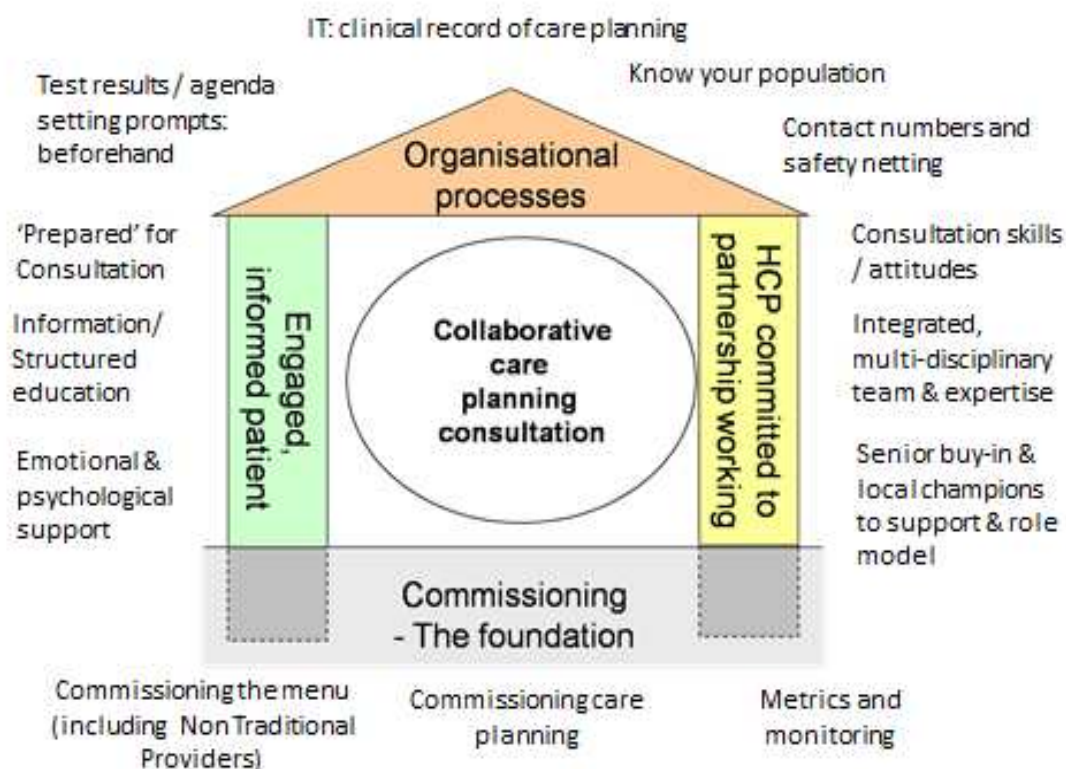 IT: clinical record of care planning
Test results / agenda
setting prompts:
beforehand
Know your population
Contact numbers and
safety netting
Organisational
processes
'Prepared' for
Consultation
Information/
Structured
education
Emotional &
psychological
support
Engaged,
informed patient
Collaborative
care
planning
consultation
HCP committed to
partnership working
Consultation skills
/ attitudes
Integrated,
multi-disciplinary
team & expertise
Senior buy-in &
local champions
to support & role
model
Commissioning
- The foundation
Commissioning the menu
(including Non Traditional
Providers)
Commissioning care
planning
Metrics and
monitoring